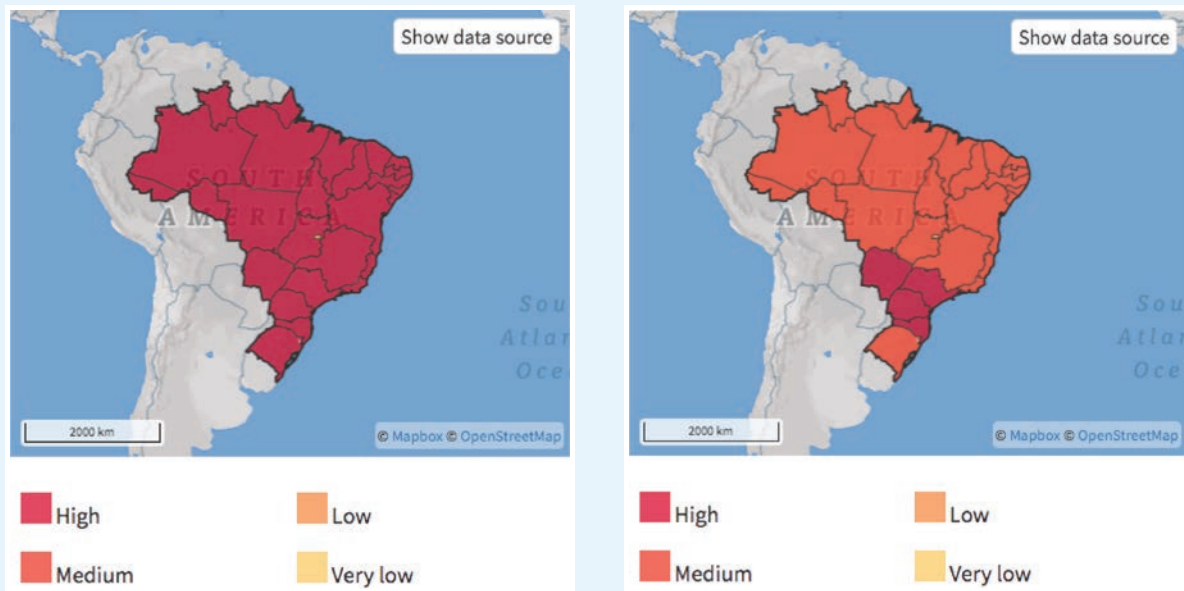 Show data source
SOUTH
AMERICA
Sou
Atlan
Oce
2000 km
© Mapbox © OpenStreetMap
High
Low
Medium
Very low
Show data source
SOUTH
AMERICA
Sou
Atlan
Oce
2000 km
© Mapbox © OpenStreetMap
High
Low
Medium
Very low